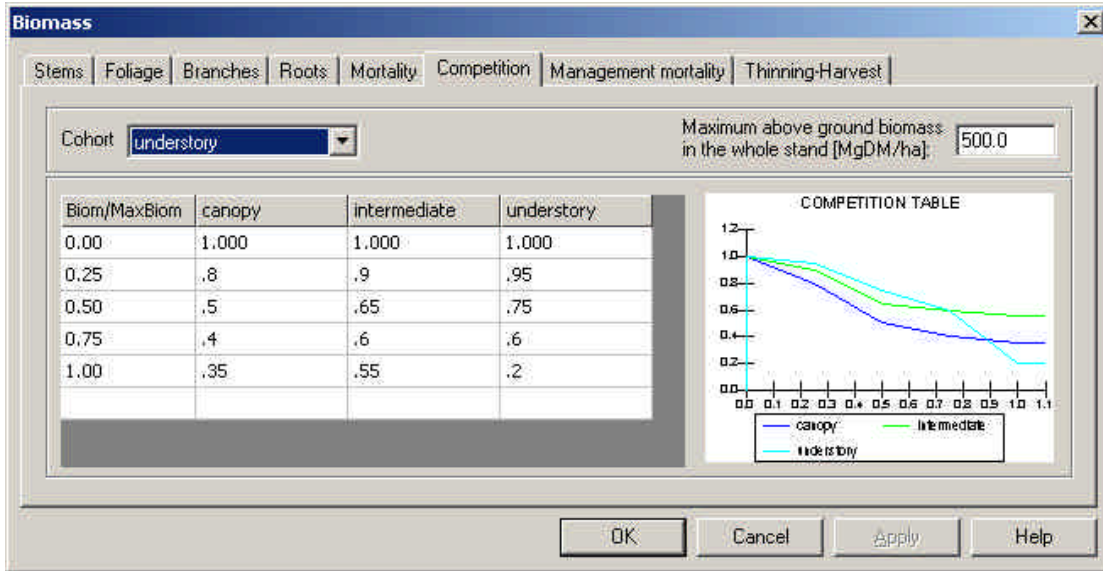 Biomass
Stems Foliage Branches Roots Mortality Competition Management mortality Thinning-Harvest
Cohort understory
Maximum above ground biomass
in the whole stand [MgDM/ha]: 500.0
Biom/MaxBiom canopy intermediate understory
0.00 1.000 1.000 1.000
0.25 .8 .9 .95
0.50 .5 .65 .75
0.75 .4 .6 .6
1.00 .35 .55 .2
COMPETITION TABLE
1.2
1.0
0.8
0.6
0.4
0.2
0.0
0.0 0.1 0.2 0.3 0.4 0.5 0.6 0.7 0.8 0.9 1.0 1.1
canopy intermediate
understory
OK Cancel Apply Help